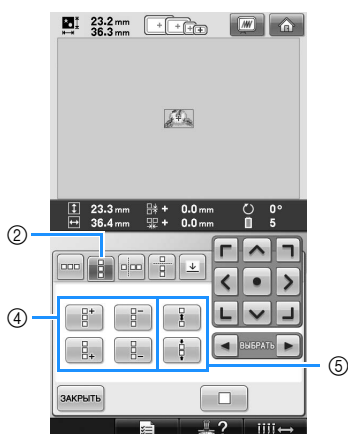 23.2 mm
36.3 mm
23.3 mm + 0.0 mm 0°
36.4 mm + 0.0 mm 5
②
④
⑤
ВЫБРАТЬ
ЗАКРЫТЬ
?